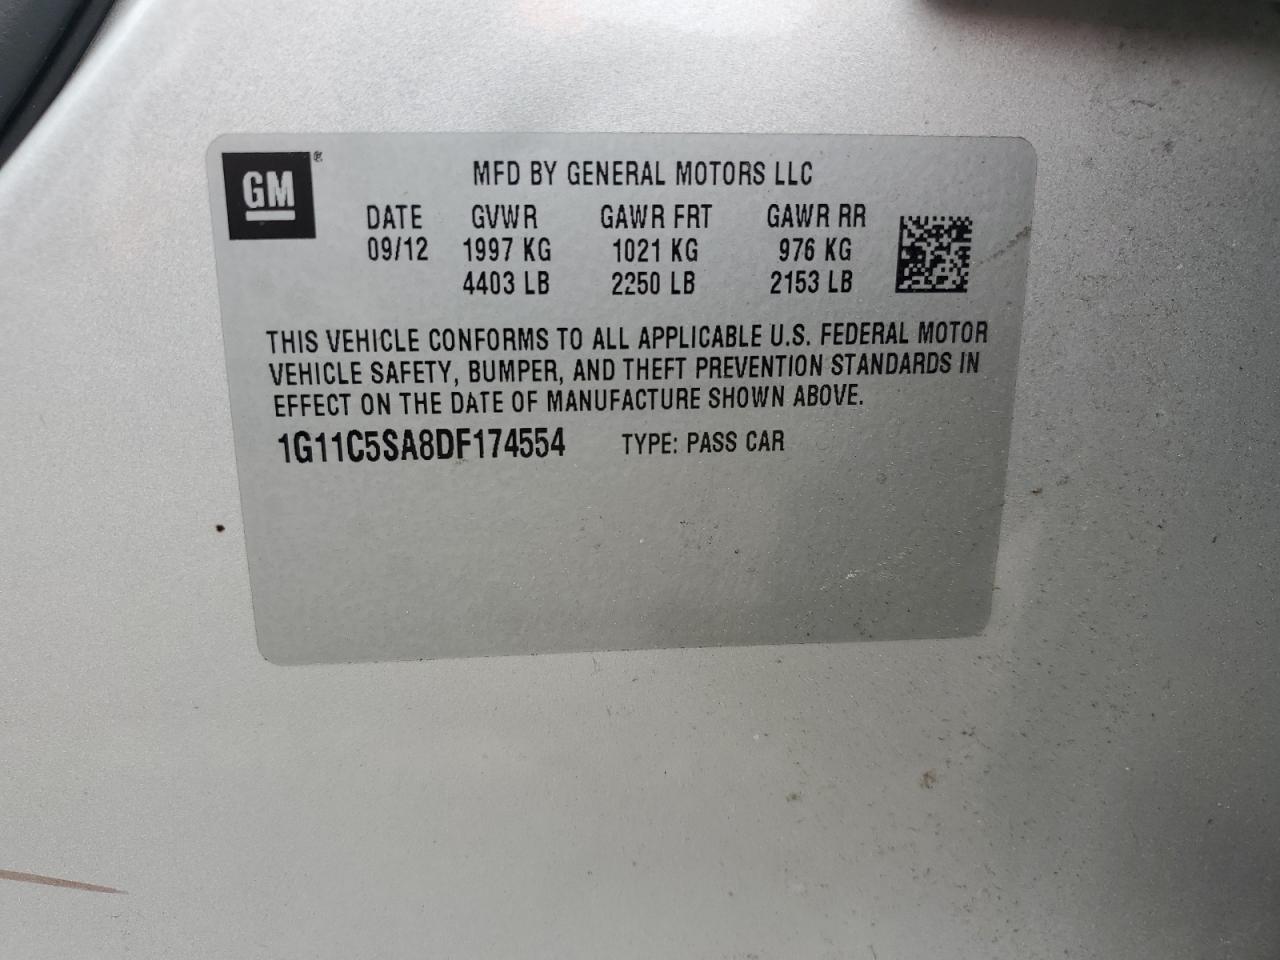 GM®
MFD BY GENERAL MOTORS LLC
DATE GVWR GAWR FRT GAWR RR
09/12 1997 KG 1021 KG 976 KG
4403 LB 2250 LB 2153 LB
THIS VEHICLE CONFORMS TO ALL APPLICABLE U.S. FEDERAL MOTOR
VEHICLE SAFETY, BUMPER, AND THEFT PREVENTION STANDARDS IN
EFFECT ON THE DATE OF MANUFACTURE SHOWN ABOVE.
1G11C5SA8DF174554 TYPE: PASS CAR